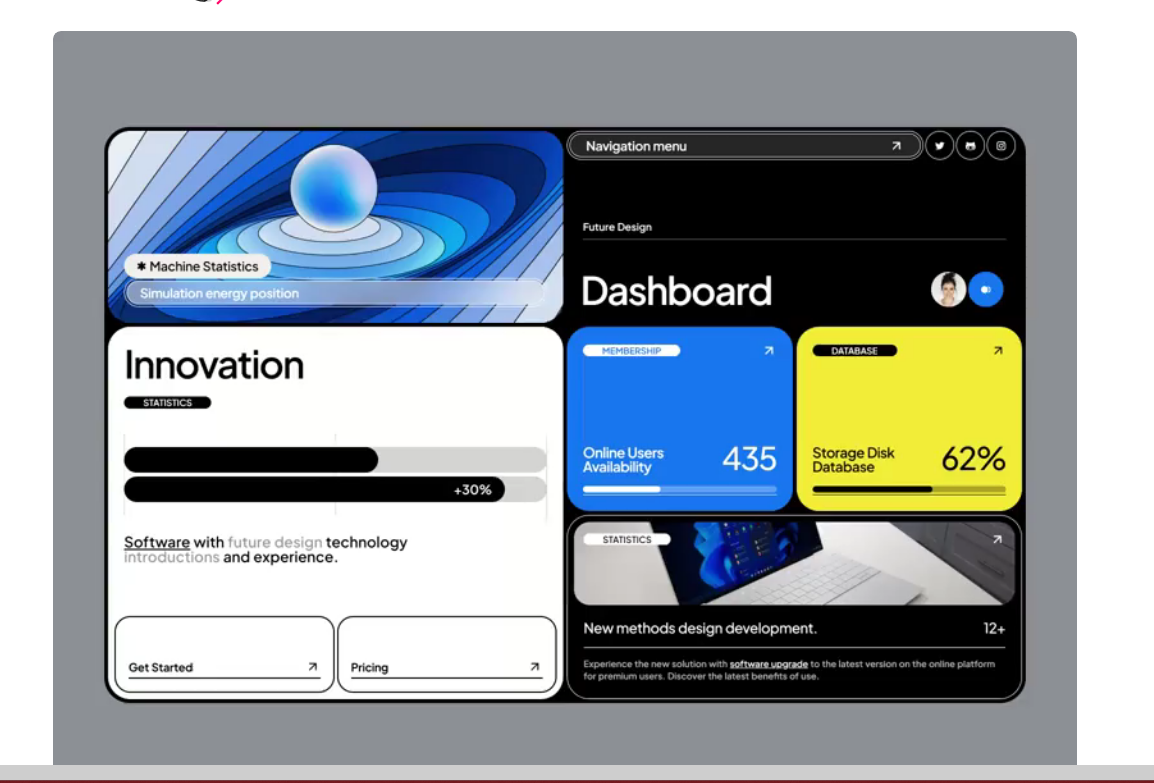 ✱ Machine Statistics
Simulation energy position
Innovation
STATISTICS
+30%
Software with future design technology
introductions and experience.
Get Started
Pricing
Navigation menu
Future Design
Dashboard
MEMBERSHIP
Online Users
Availability
435
DATABASE
Storage Disk
Database
62%
STATISTICS
New methods design development.
12+
Experience the new solution with software upgrade to the latest version on the online platform
for premium users. Discover the latest benefits of use.